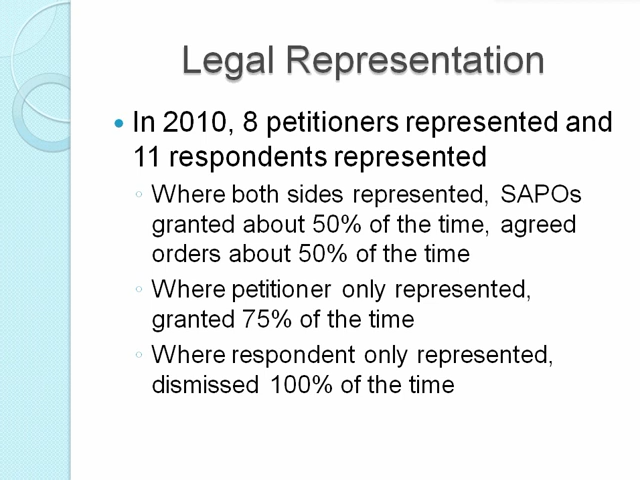 Legal Representation
• In 2010, 8 petitioners represented and
11 respondents represented
◦ Where both sides represented, SAPOs
granted about 50% of the time, agreed
orders about 50% of the time
◦ Where petitioner only represented,
granted 75% of the time
◦ Where respondent only represented,
dismissed 100% of the time